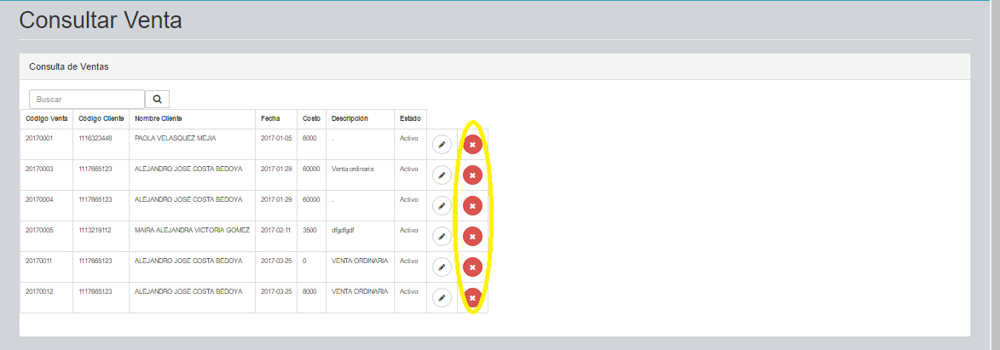 Consultar Venta
Consulta de Ventas
Buscar
Código Venta Código Cliente Nombre Cliente Fecha Costo Descripción Estado
20170001 1116323448 PAOLA VELASQUEZ MEJIA 2017-01-05 6000 . Activo
20170003 1117665123 ALEJANDRO JOSE COSTA BEDOYA 2017-01-29 60000 Venta ordinaria Activo
20170004 1117665123 ALEJANDRO JOSE COSTA BEDOYA 2017-01-29 60000 . Activo
20170005 1113219112 MAIRA ALEJANDRA VICTORIA GOMEZ 2017-02-11 3500 dfgdfgdf Activo
20170011 1117665123 ALEJANDRO JOSE COSTA BEDOYA 2017-03-25 0 VENTA ORDINARIA Activo
20170012 1117665123 ALEJANDRO JOSE COSTA BEDOYA 2017-03-25 8000 VENTA ORDINARIA Activo